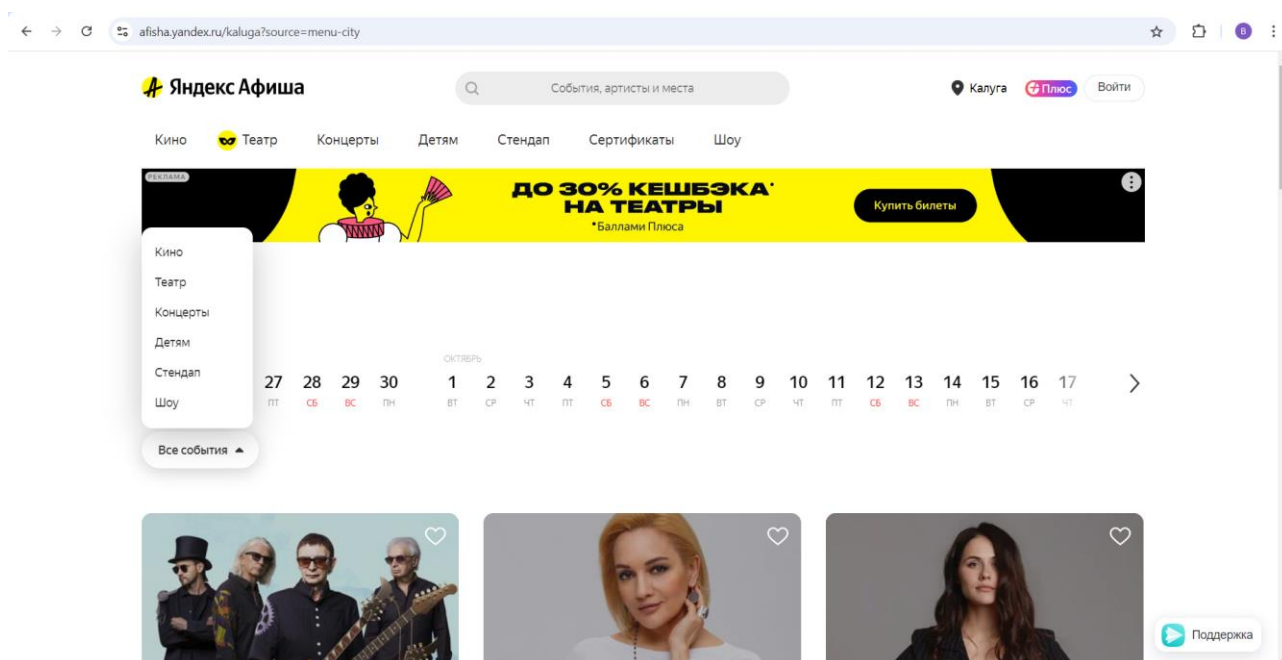 afisha.yandex.ru/kaluga?source=menu-city
В
Яндекс Афиша
События, артисты и места
Калуга
Плюс
Войти
Кино Театр Концерты Детям Стендап Сертификаты Шоу
РЕКЛАМА
ДО 30% КЕШБЭКА*
НА ТЕАТРЫ
*Баллами Плюса
Купить билеты
Кино
Театр
Концерты
Детям
Стендап
Шоу
ОКТЯБРЬ
27 28 29 30 1 2 3 4 5 6 7 8 9 10 11 12 13 14 15 16 17
ПТ СБ ВС ПН ВТ СР ЧТ ПТ СБ ВС ПН ВТ СР ЧТ ПТ СБ ВС ПН ВТ СР ЧТ
Все события
Поддержка